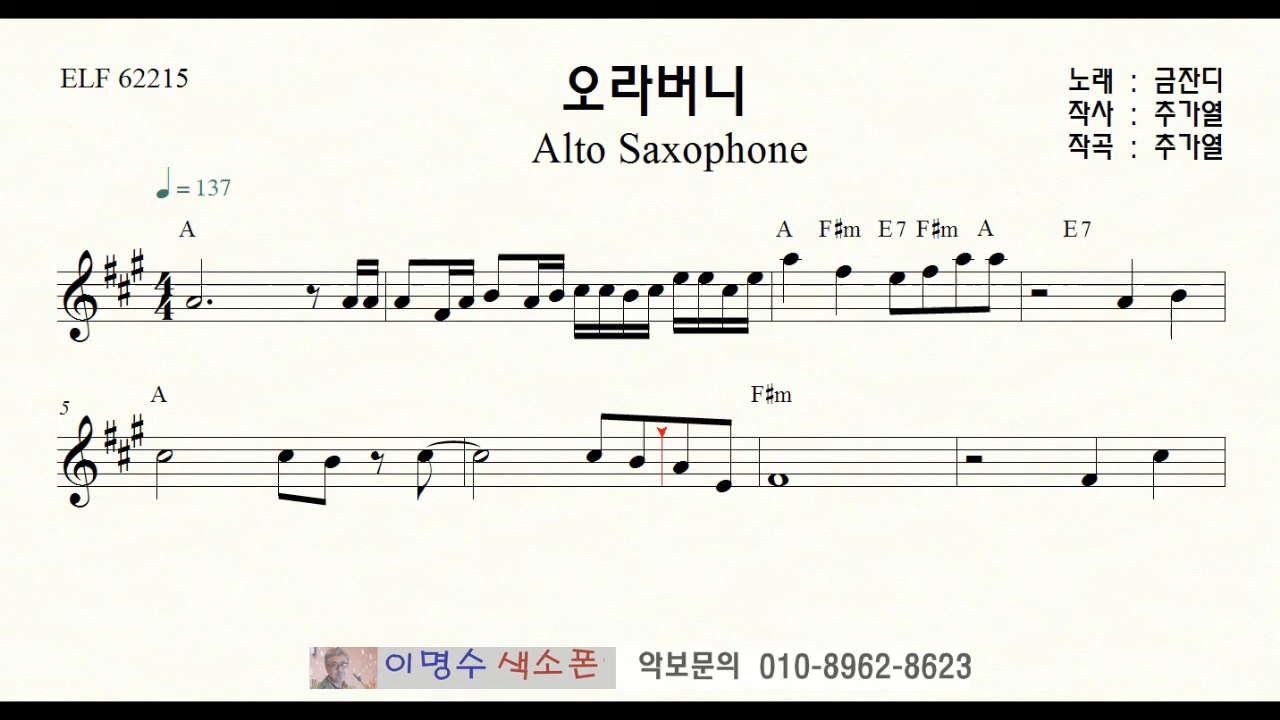 ELF 62215
오라버니
Alto Saxophone
노래 : 금잔디
작사 : 추가열
작곡 : 추가열
♩= 137
A A F♯m E7 F♯m A E7
4
4
5
A F♯m
이명수 색소폰 악보문의 010-8962-8623